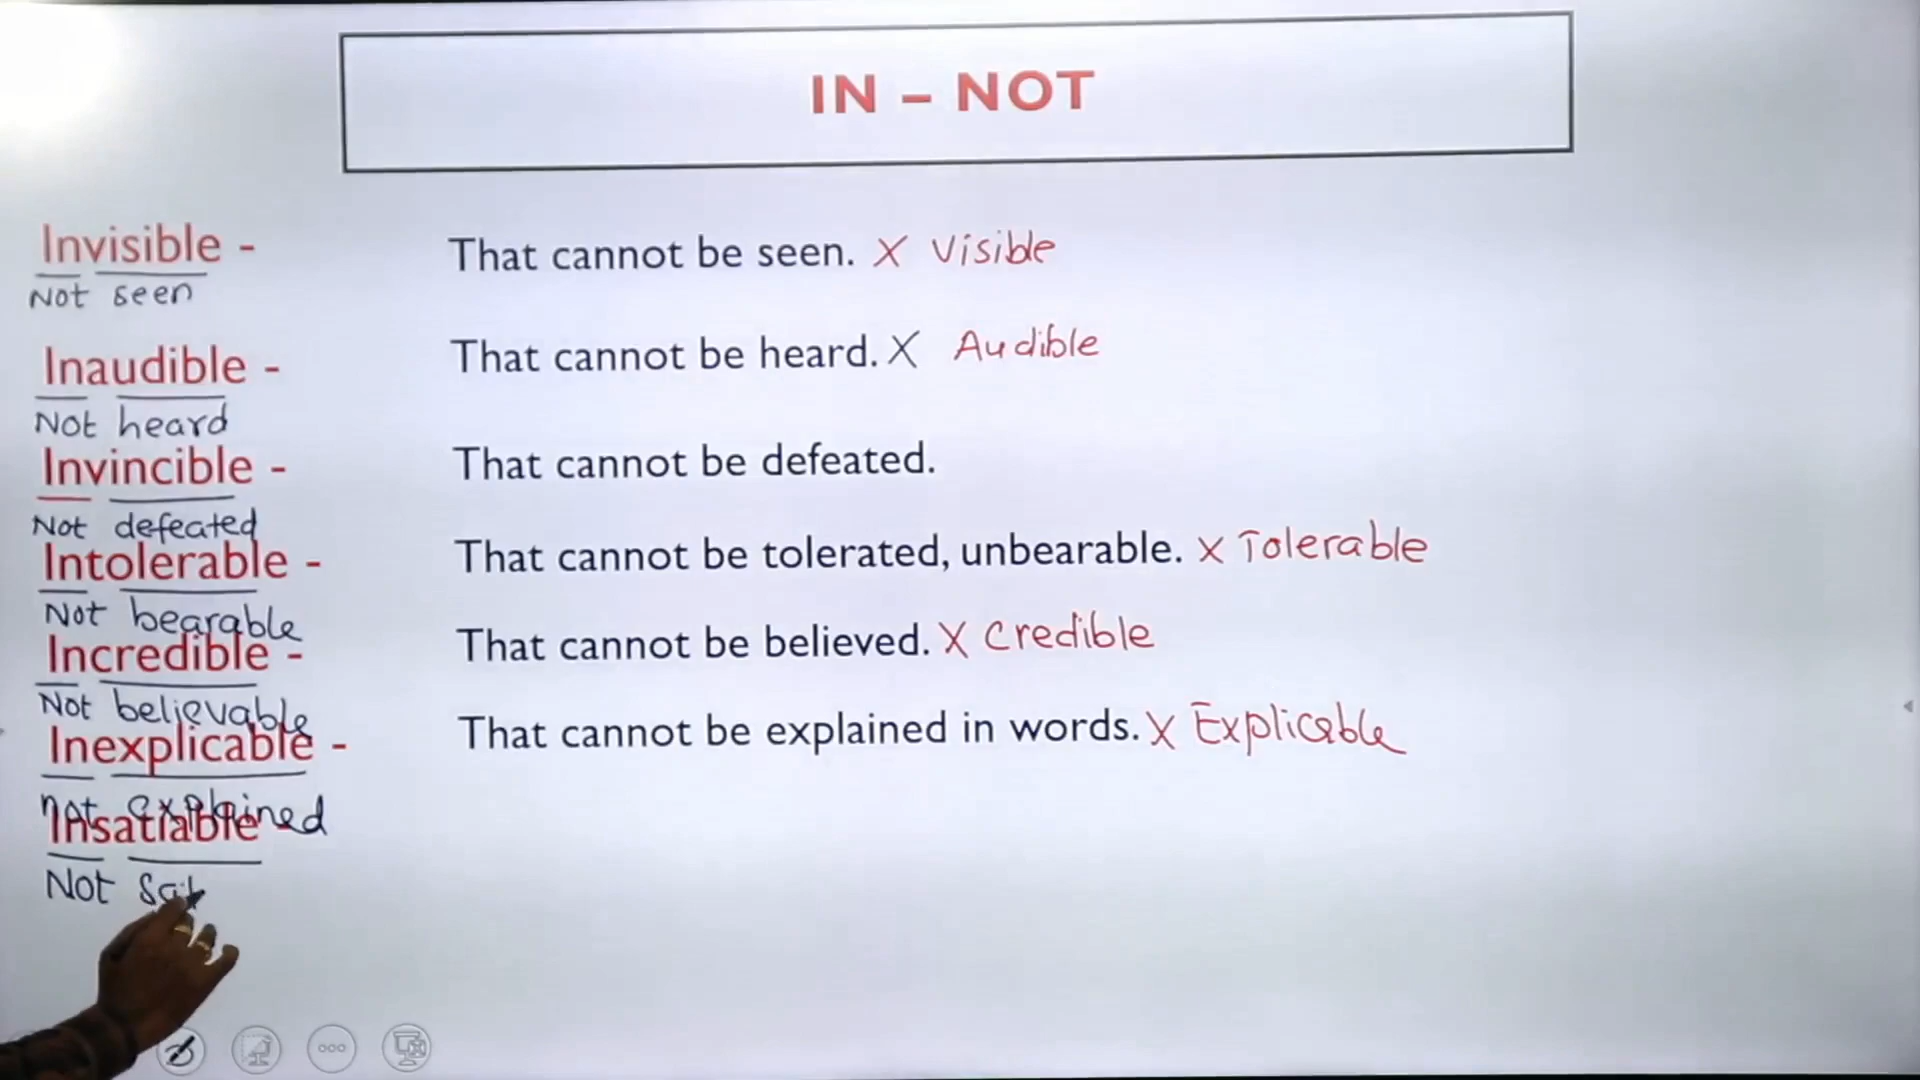 IN – NOT
Invisible - That cannot be seen. X Visible
Not seen
Inaudible - That cannot be heard. X Audible
Not heard
Invincible - That cannot be defeated.
Not defeated
Intolerable - That cannot be tolerated, unbearable. X Tolerable
Not bearable
Incredible - That cannot be believed. X Credible
Not believable
Inexplicable - That cannot be explained in words. X Explicable
not explained
Insatiable -
Not